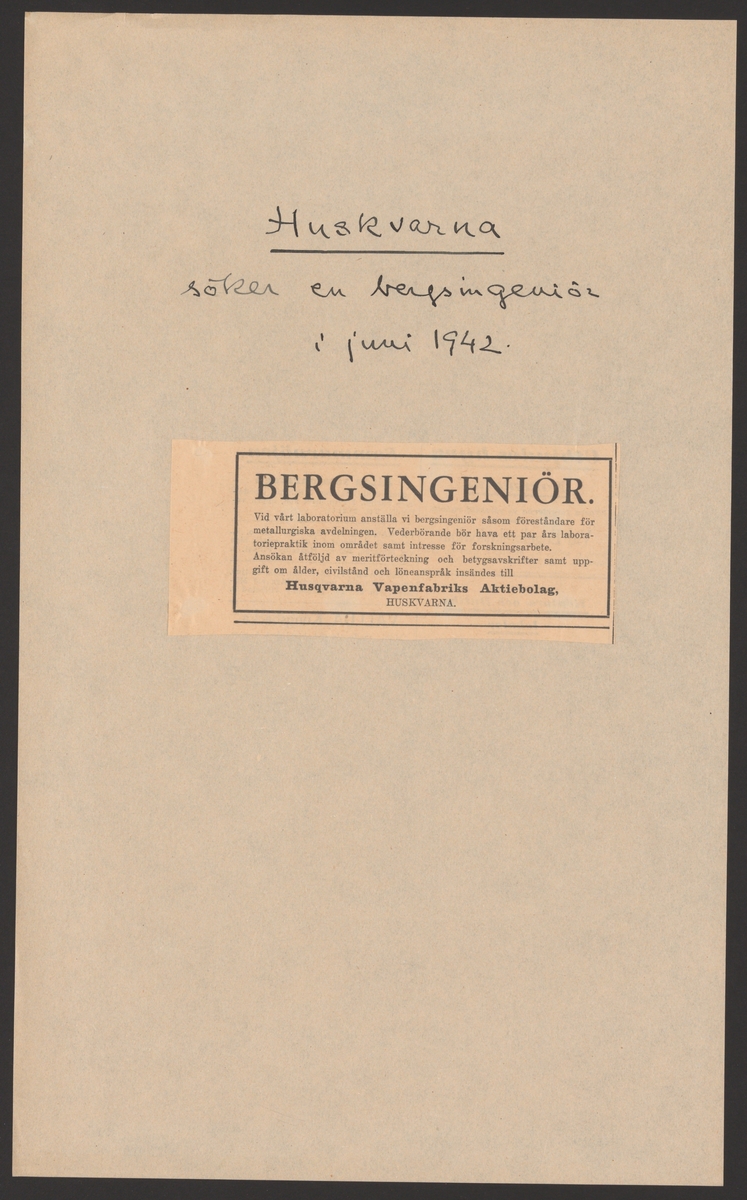 Huskvarna
söker en bergsingeniör
i juni 1942.
BERGSINGENIÖR.
Vid vårt laboratorium anställa vi bergsingeniör såsom föreståndare för
metallurgiska avdelningen. Vederbörande bör hava ett par års labora-
toriepraktik inom området samt intresse för forskningsarbete.
Ansökan åtföljd av meritförteckning och betygsavskrifter samt upp-
gift om ålder, civilstånd och löneanspråk insändes till
Husqvarna Vapenfabriks Aktiebolag,
HUSKVARNA.